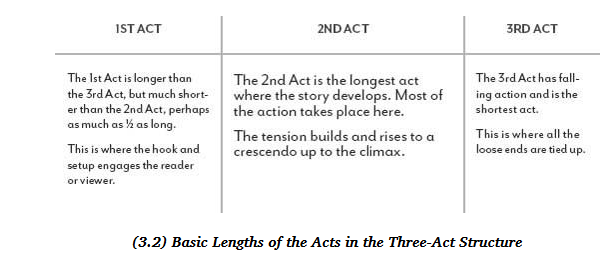 1ST ACT
2ND ACT
3RD ACT
The 1st Act is longer than
the 3rd Act, but much short-
er than the 2nd Act, perhaps
as much as ½ as long.
This is where the hook and
setup engages the reader
or viewer.
The 2nd Act is the longest act
where the story develops. Most of
the action takes place here.
The tension builds and rises to a
crescendo up to the climax.
The 3rd Act has fall-
ing action and is the
shortest act.
This is where all the
loose ends are tied up.
(3.2) Basic Lengths of the Acts in the Three-Act Structure